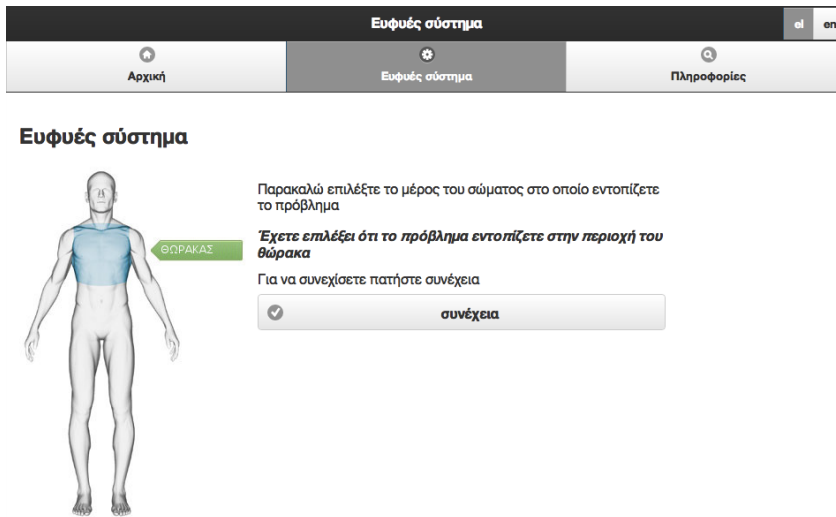 Ευφυές σύστημα
el
en
Αρχική
Ευφυές σύστημα
Πληροφορίες
Ευφυές σύστημα
Παρακαλώ επιλέξτε το μέρος του σώματος στο οποίο εντοπίζετε
το πρόβλημα
Έχετε επιλέξει ότι το πρόβλημα εντοπίζετε στην περιοχή του
θώρακα
ΘΩΡΑΚΑΣ
Για να συνεχίσετε πατήστε συνέχεια
συνέχεια